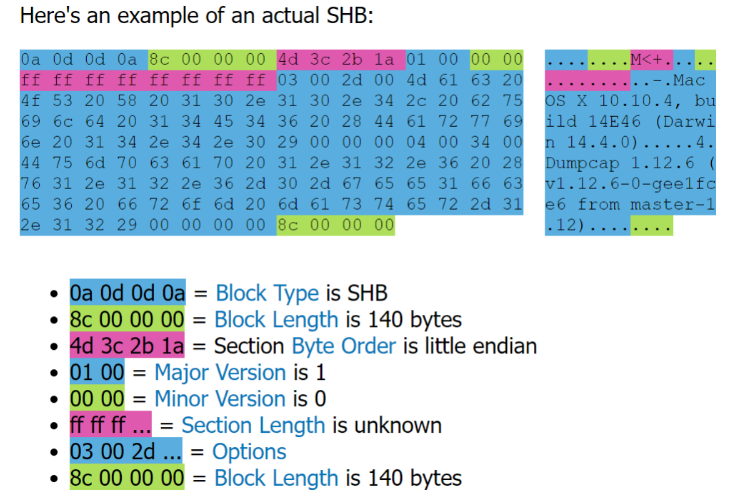 Here's an example of an actual SHB:
0a 0d 0d 0a 8c 00 00 00 4d 3c 2b 1a 01 00 00 00 ........M<+.....
ff ff ff ff ff ff ff ff 03 00 2d 00 4d 61 63 20 ..........-.Mac
4f 53 20 58 20 31 30 2e 31 30 2e 34 2c 20 62 75 OS X 10.10.4, bu
69 6c 64 20 31 34 45 34 36 20 28 44 61 72 77 69 ild 14E46 (Darwi
6e 20 31 34 2e 34 2e 30 29 00 00 00 04 00 34 00 n 14.4.0).....4.
44 75 6d 70 63 61 70 20 31 2e 31 32 2e 36 20 28 Dumpcap 1.12.6 (
76 31 2e 31 32 2e 36 2d 30 2d 67 65 65 31 66 63 v1.12.6-0-gee1fc
65 36 20 66 72 6f 6d 20 6d 61 73 74 65 72 2d 31 e6 from master-1
2e 31 32 29 00 00 00 00 8c 00 00 00 .12)........
• 0a 0d 0d 0a = Block Type is SHB
• 8c 00 00 00 = Block Length is 140 bytes
• 4d 3c 2b 1a = Section Byte Order is little endian
• 01 00 = Major Version is 1
• 00 00 = Minor Version is 0
• ff ff ff ... = Section Length is unknown
• 03 00 2d ... = Options
• 8c 00 00 00 = Block Length is 140 bytes